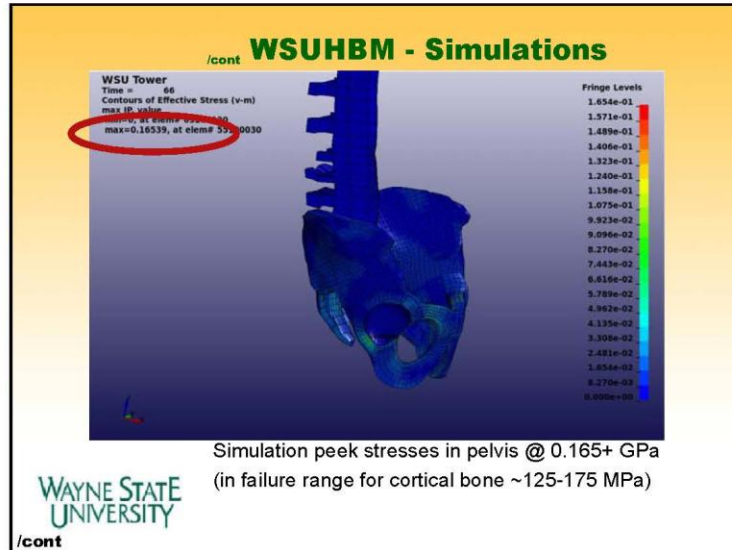 /cont WSUHBM - Simulations
WSU Tower
Time = 66
Contours of Effective Stress (v-m)
max IP. value
max=0.16539, at elem#
Fringe Levels
1.654e-01
1.571e-01
1.489e-01
1.406e-01
1.323e-01
1.240e-01
1.158e-01
1.075e-01
9.923e-02
9.096e-02
8.270e-02
7.443e-02
6.616e-02
5.789e-02
4.962e-02
4.135e-02
3.308e-02
2.481e-02
1.654e-02
8.270e-03
0.000e+00
Simulation peek stresses in pelvis @ 0.165+ GPa
(in failure range for cortical bone ~125-175 MPa)
WAYNE STATE
UNIVERSITY
/cont